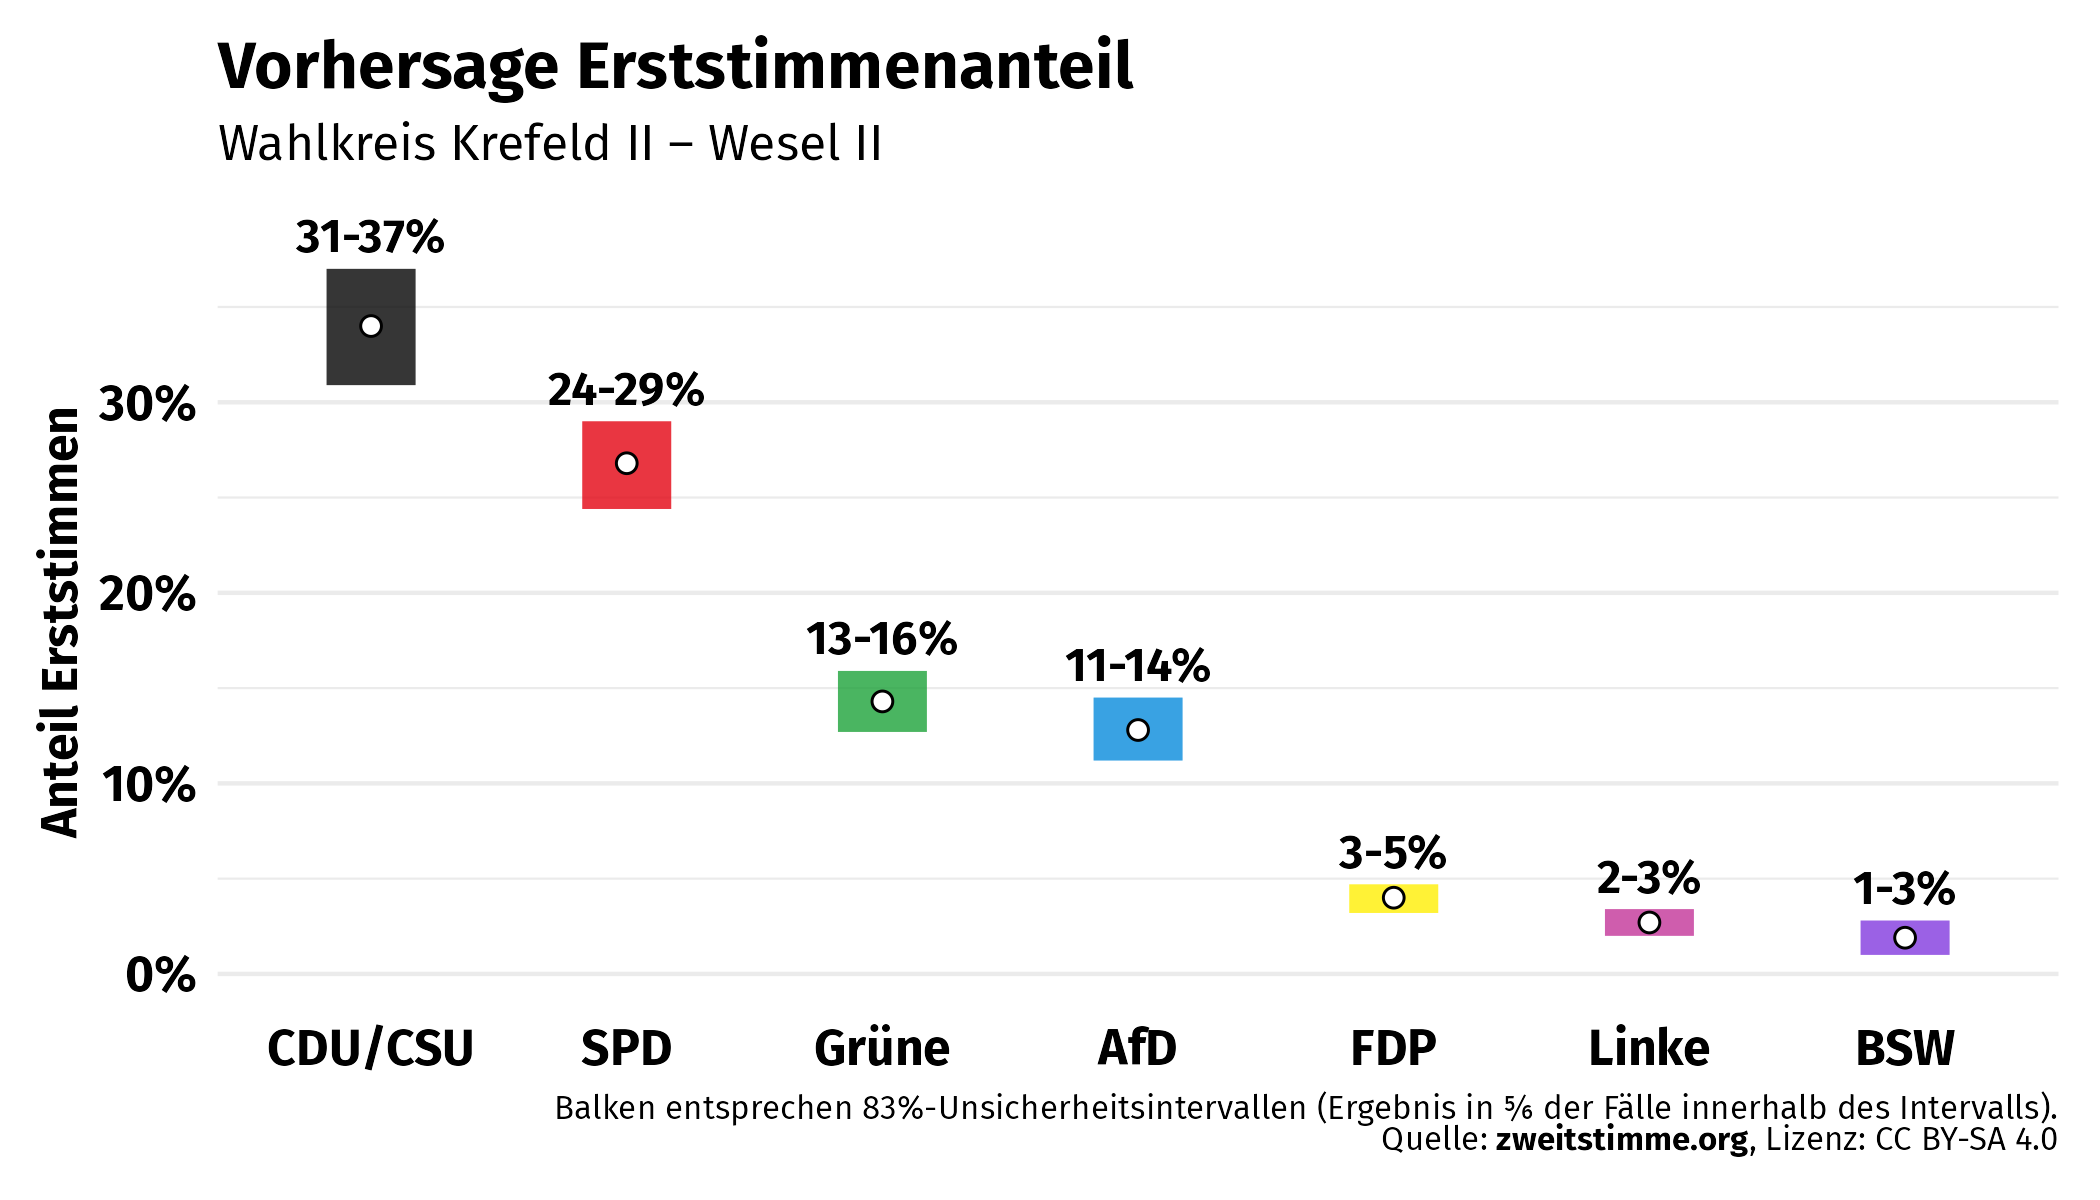 Vorhersage Erststimmenanteil
Wahlkreis Krefeld II – Wesel II
31-37%
24-29%
13-16%
11-14%
3-5%
2-3%
1-3%
Anteil Erststimmen
30%
20%
10%
0%
CDU/CSU SPD Grüne AfD FDP Linke BSW
Balken entsprechen 83%-Unsicherheitsintervallen (Ergebnis in ⅚ der Fälle innerhalb des Intervalls).
Quelle: zweitstimme.org, Lizenz: CC BY-SA 4.0